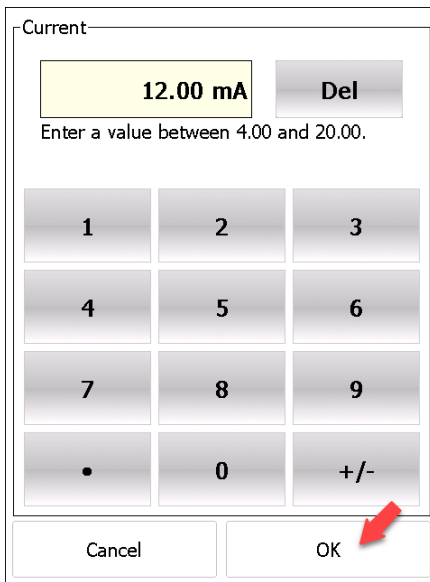 Current
12.00 mA Del
Enter a value between 4.00 and 20.00.
1 2 3
4 5 6
7 8 9
• 0 +/-
Cancel OK